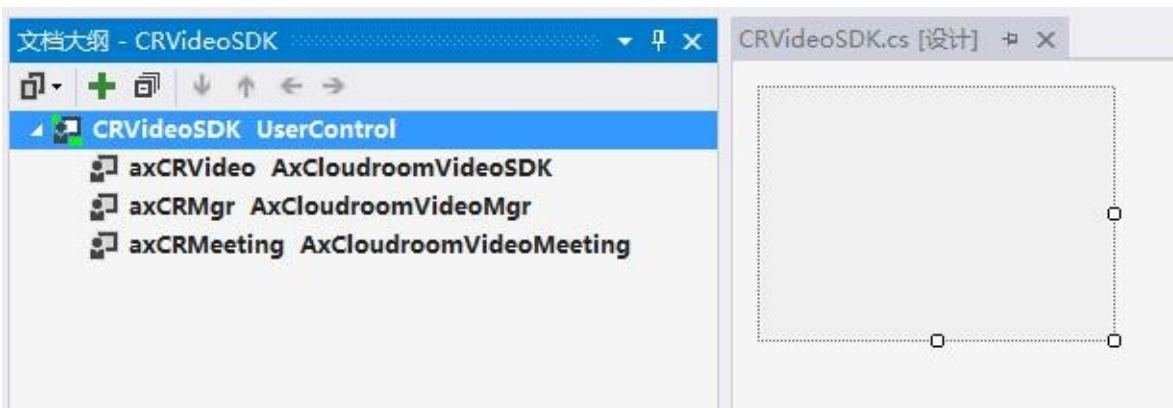 文档大纲 - CRVideoSDK
CRVideoSDK UserControl
axCRVideo AxCloudroomVideoSDK
axCRMgr AxCloudroomVideoMgr
axCRMeeting AxCloudroomVideoMeeting
CRVideoSDK.cs [设计]